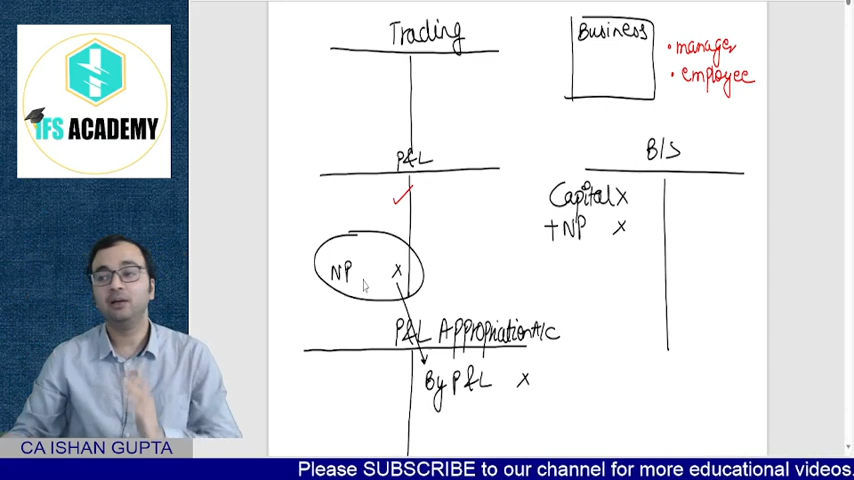 Trading
Business
• manager
• employee
IFS ACADEMY
P&L
B/S
Capital x
+ NP x
NP x
P&L Appropriation A/c
By P&L x
CA ISHAN GUPTA
Please SUBSCRIBE to our channel for more educational videos.